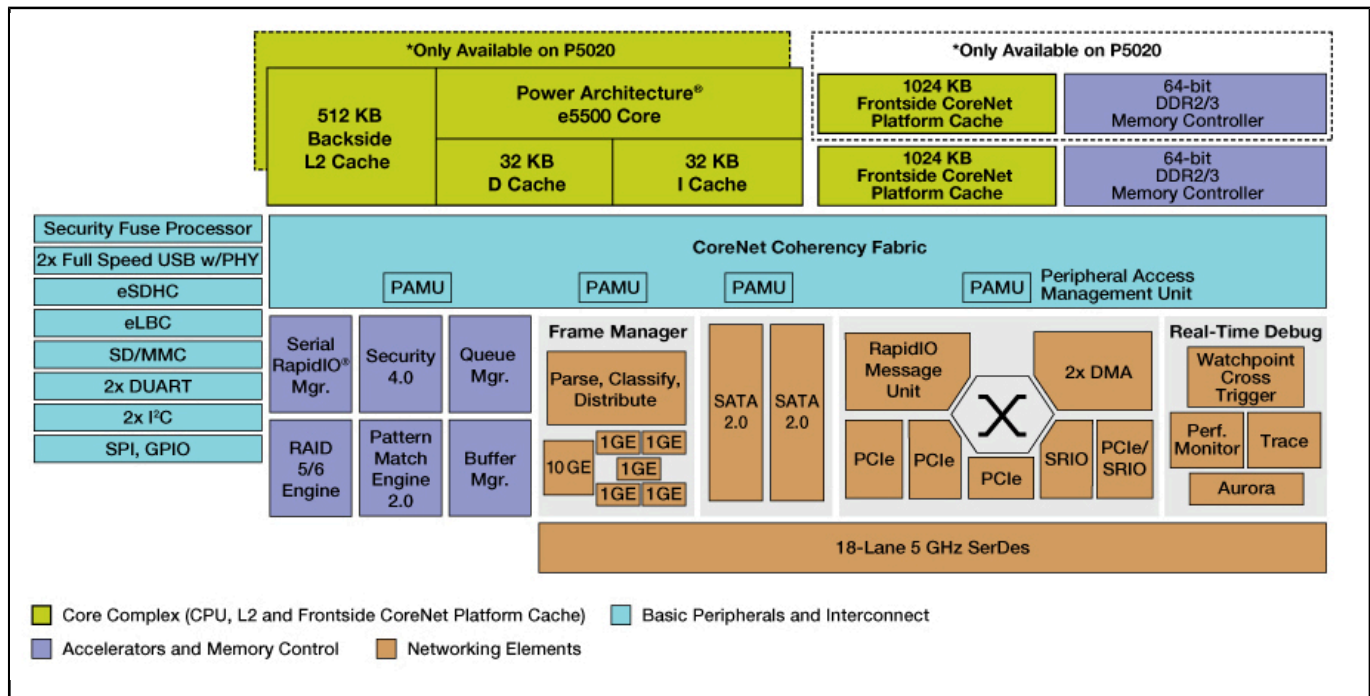 *Only Available on P5020
*Only Available on P5020
512 KB
Backside
L2 Cache
Power Architecture®
e5500 Core
32 KB
D Cache
32 KB
I Cache
1024 KB
Frontside CoreNet
Platform Cache
64-bit
DDR2/3
Memory Controller
1024 KB
Frontside CoreNet
Platform Cache
64-bit
DDR2/3
Memory Controller
Security Fuse Processor
2x Full Speed USB w/PHY
eSDHC
eLBC
SD/MMC
2x DUART
2x I²C
SPI, GPIO
CoreNet Coherency Fabric
PAMU
PAMU
PAMU
PAMU
Peripheral Access
Management Unit
Serial
RapidIO®
Mgr.
Security
4.0
Queue
Mgr.
RAID
5/6
Engine
Pattern
Match
Engine
2.0
Buffer
Mgr.
Frame Manager
Parse, Classify,
Distribute
10 GE
1GE
1GE
1GE
1GE
1GE
SATA
2.0
SATA
2.0
RapidIO
Message
Unit
2x DMA
PCIe
PCIe
PCIe
SRIO
PCIe/
SRIO
Real-Time Debug
Watchpoint
Cross
Trigger
Perf.
Monitor
Trace
Aurora
18-Lane 5 GHz SerDes
Core Complex (CPU, L2 and Frontside CoreNet Platform Cache)
Basic Peripherals and Interconnect
Accelerators and Memory Control
Networking Elements